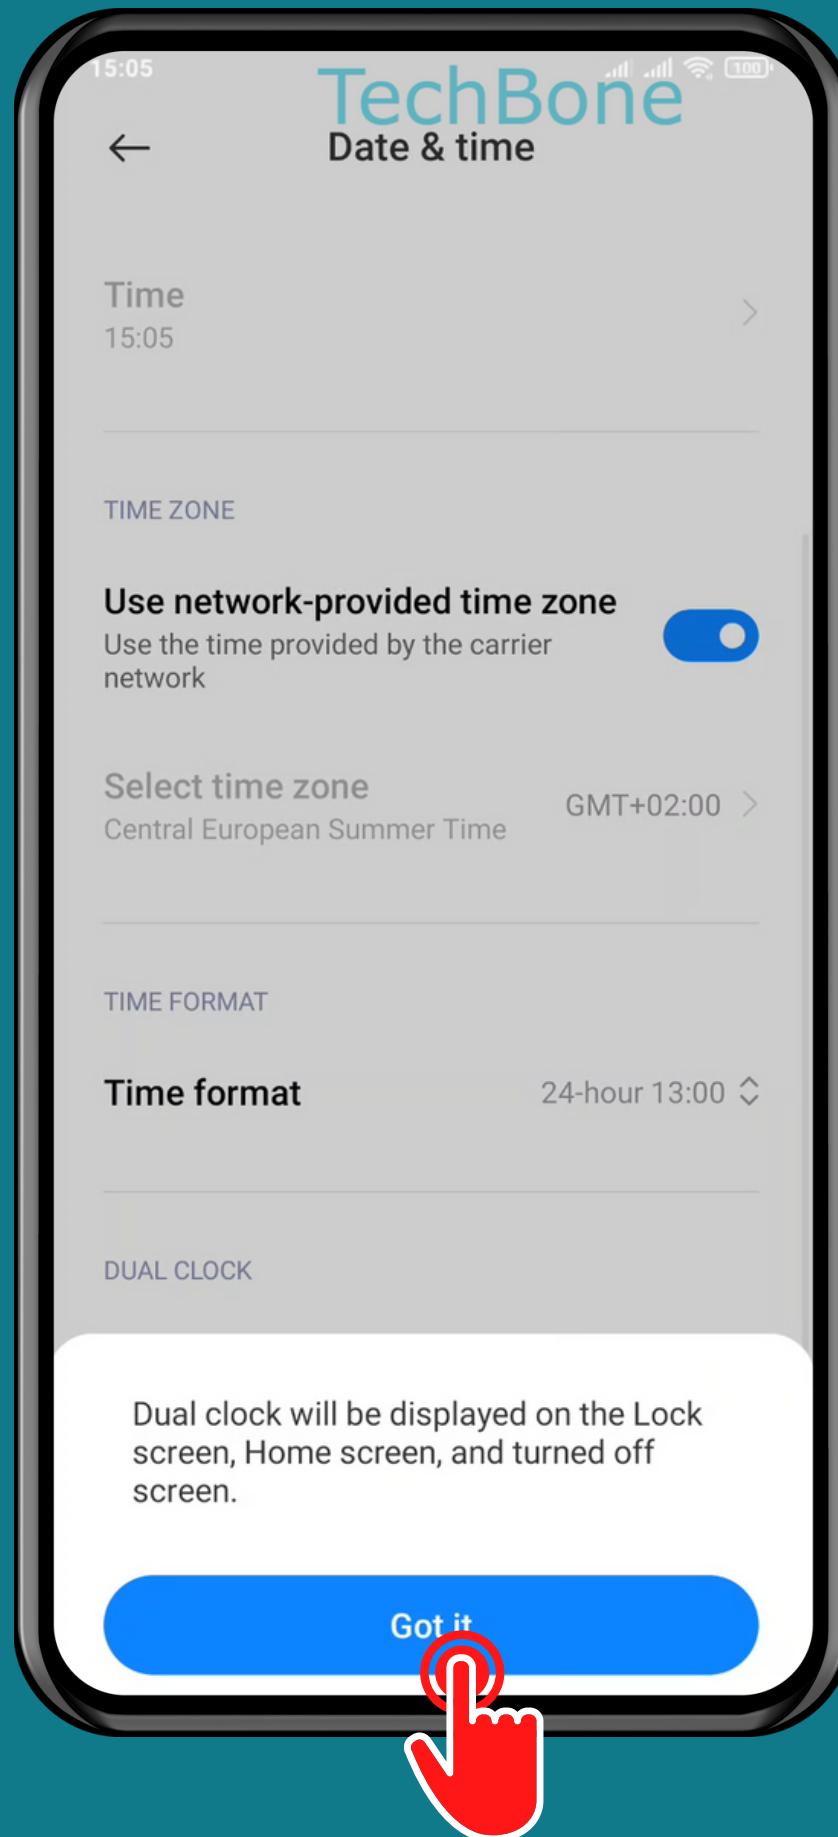 15:05
100
TechBone
Date & time
Time
15:05
TIME ZONE
Use network-provided time zone
Use the time provided by the carrier
network
Select time zone
GMT+02:00
Central European Summer Time
TIME FORMAT
Time format
24-hour 13:00
DUAL CLOCK
Dual clock will be displayed on the Lock
screen, Home screen, and turned off
screen.
Got it